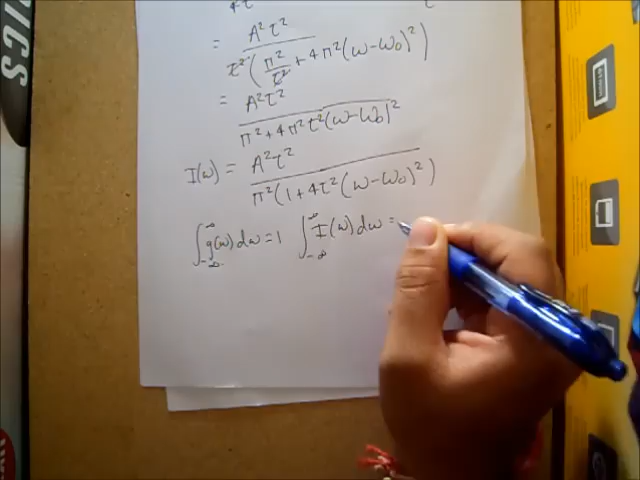 = A²τ² / τ²(π²/τ² + 4π²(ω-ω₀)²)
= A²τ² / π² + 4π²τ²(ω-ω₀)²
I(ω) = A²τ² / π²(1 + 4τ²(ω-ω₀)²)
∫_{-∞}^{∞} g(ω)dω = 1 ∫_{-∞}^{∞} I(ω)dω =